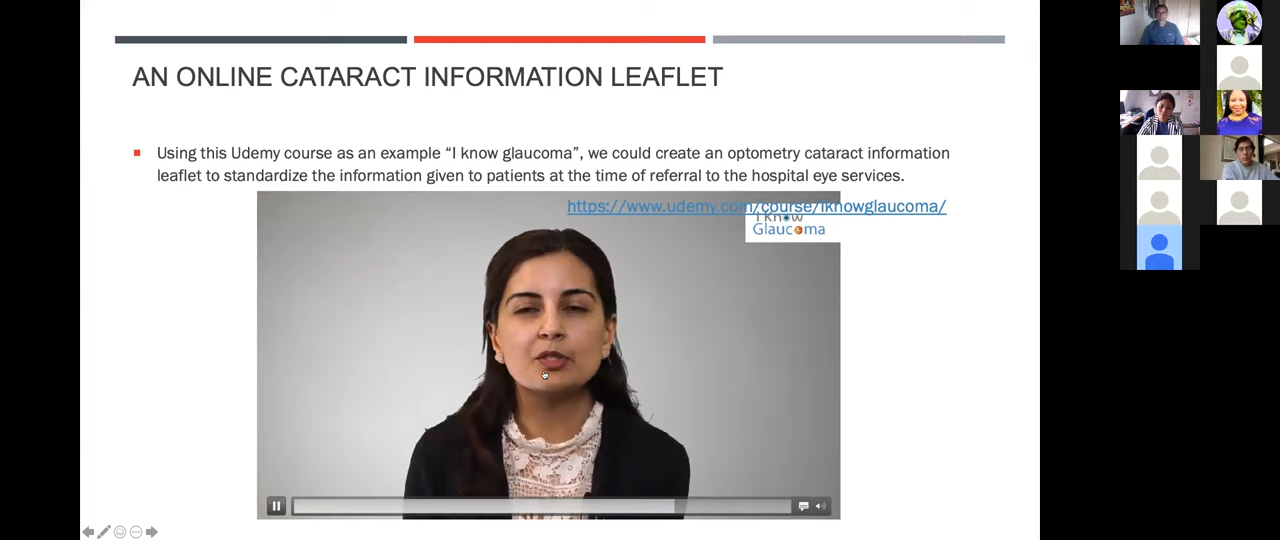 AN ONLINE CATARACT INFORMATION LEAFLET
Using this Udemy course as an example “I know glaucoma”, we could create an optometry cataract information
leaflet to standardize the information given to patients at the time of referral to the hospital eye services.
https://www.udemy.com/course/iknowglaucoma/
I Know
Glaucoma